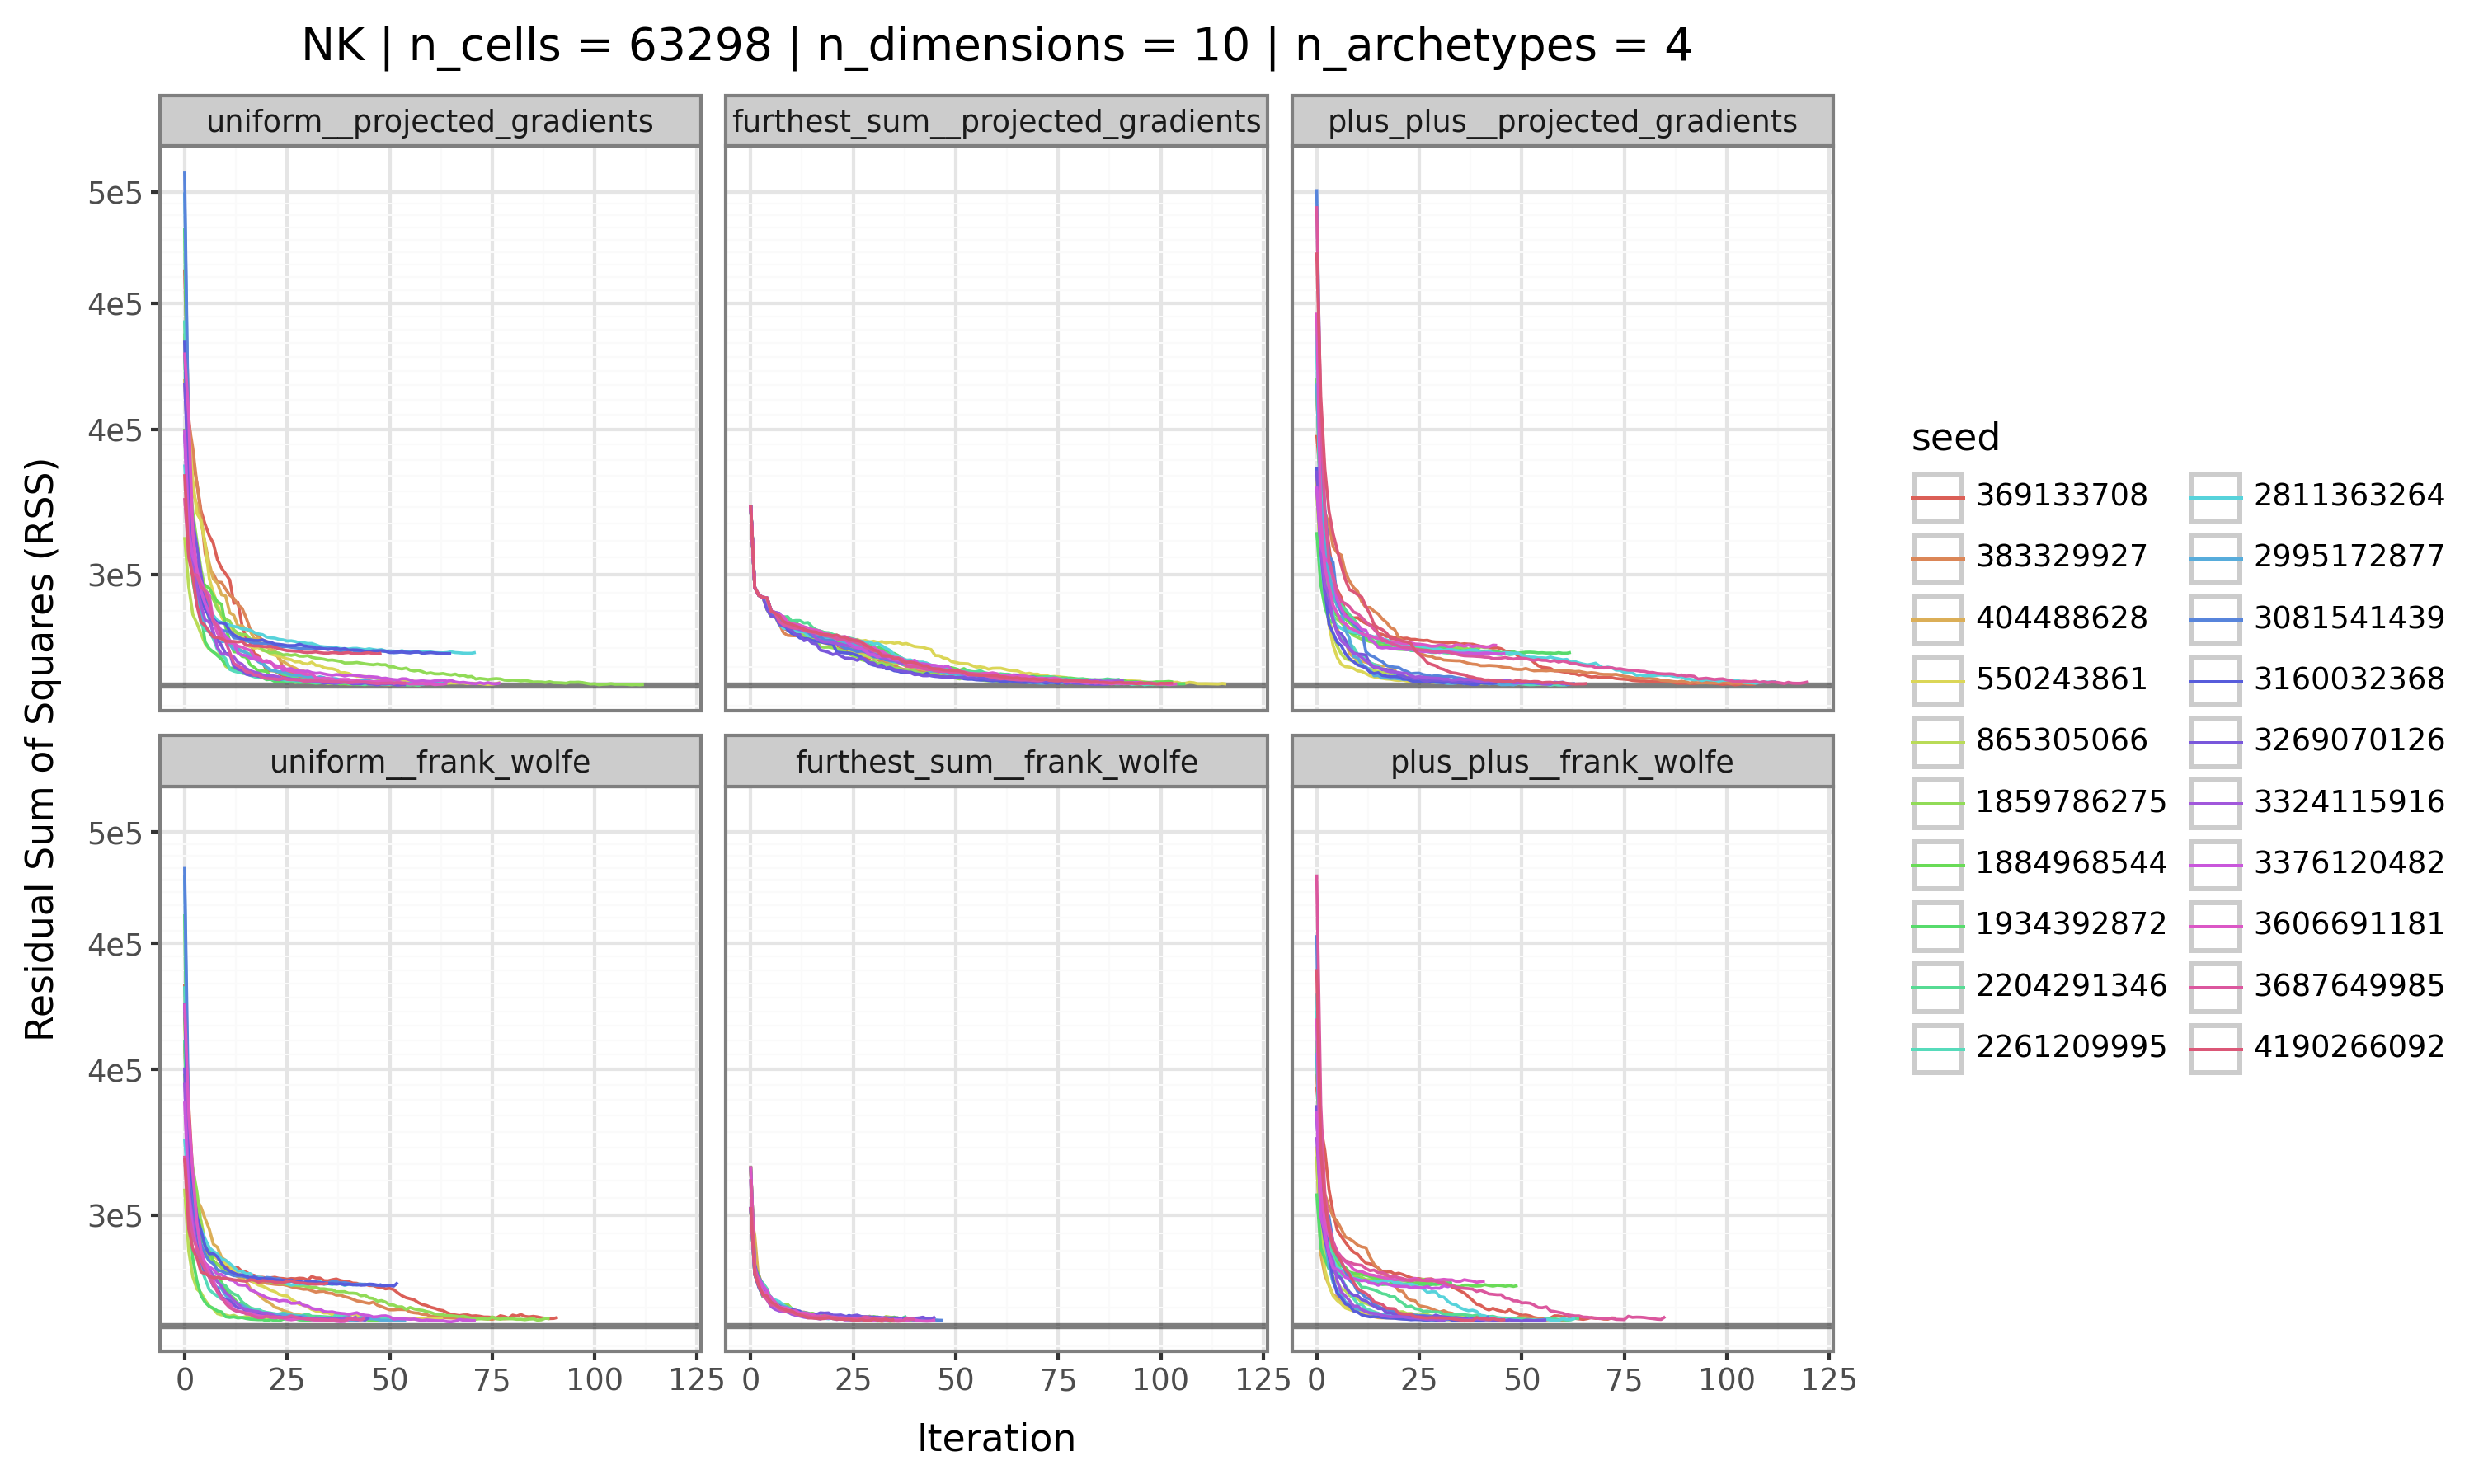 NK | n_cells = 63298 | n_dimensions = 10 | n_archetypes = 4
uniform__projected_gradients
furthest_sum__projected_gradients
plus_plus__projected_gradients
5e5
4e5
4e5
3e5
uniform__frank_wolfe
furthest_sum__frank_wolfe
plus_plus__frank_wolfe
5e5
4e5
4e5
3e5
0 25 50 75 100 125
0 25 50 75 100 125
0 25 50 75 100 125
Iteration
Residual Sum of Squares (RSS)
seed
369133708
383329927
404488628
550243861
865305066
1859786275
1884968544
1934392872
2204291346
2261209995
2811363264
2995172877
3081541439
3160032368
3269070126
3324115916
3376120482
3606691181
3687649985
4190266092